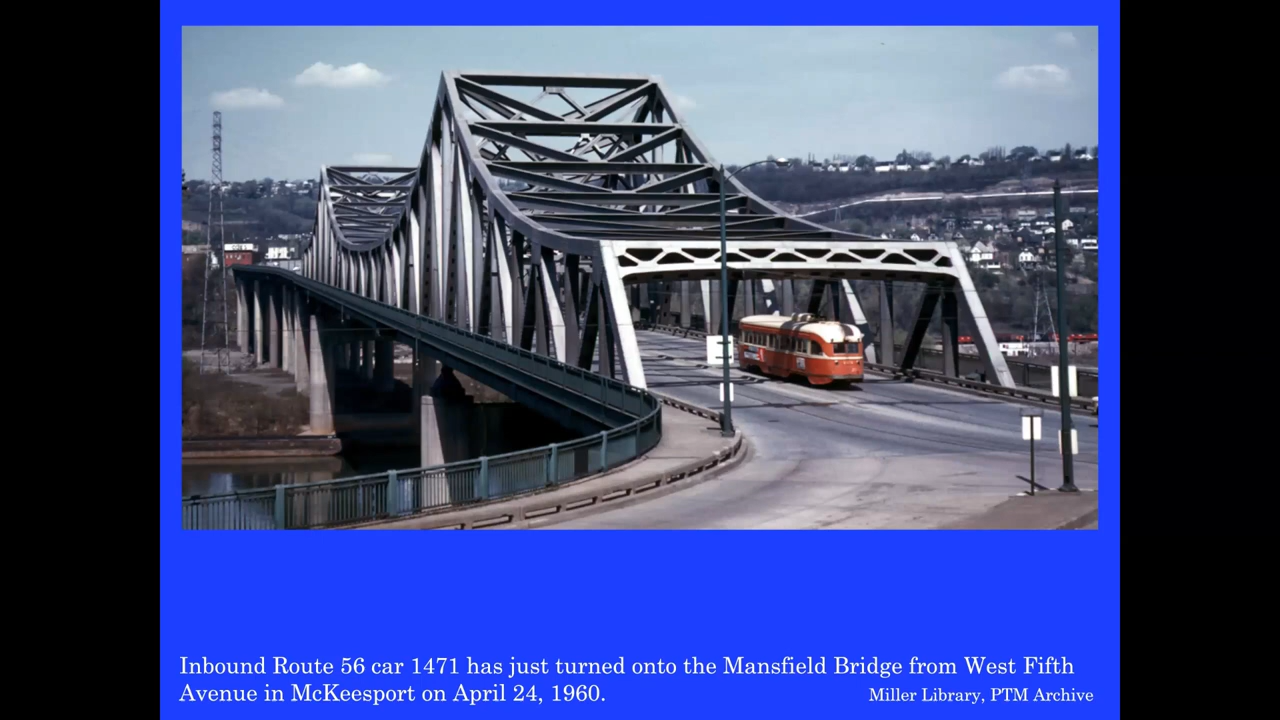 Inbound Route 56 car 1471 has just turned onto the Mansfield Bridge from West Fifth
Avenue in McKeesport on April 24, 1960.
Miller Library, PTM Archive